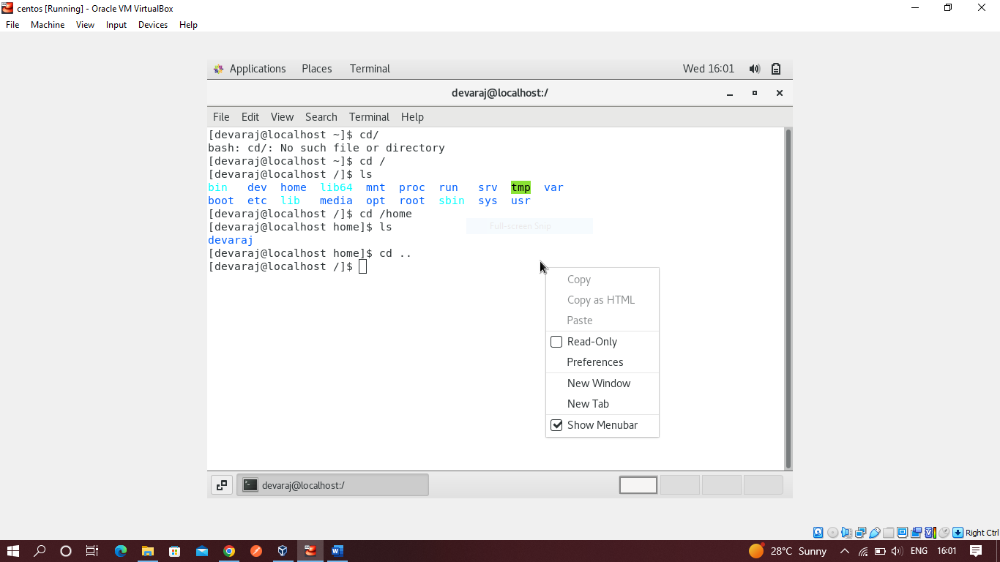 centos [Running] - Oracle VM VirtualBox
File Machine View Input Devices Help
Applications Places Terminal Wed 16:01
devaraj@localhost:/
File Edit View Search Terminal Help
[devaraj@localhost ~]$ cd/
bash: cd/: No such file or directory
[devaraj@localhost ~]$ cd /
[devaraj@localhost /]$ ls
bin dev home lib64 mnt proc run srv tmp var
boot etc lib media opt root sbin sys usr
[devaraj@localhost /]$ cd /home
[devaraj@localhost home]$ ls
Full-screen Snip
devaraj
[devaraj@localhost home]$ cd ..
[devaraj@localhost /]$
Copy
Copy as HTML
Paste
Read-Only
Preferences
New Window
New Tab
Show Menubar
devaraj@localhost:/
Right Ctrl
28°C Sunny ENG 16:01